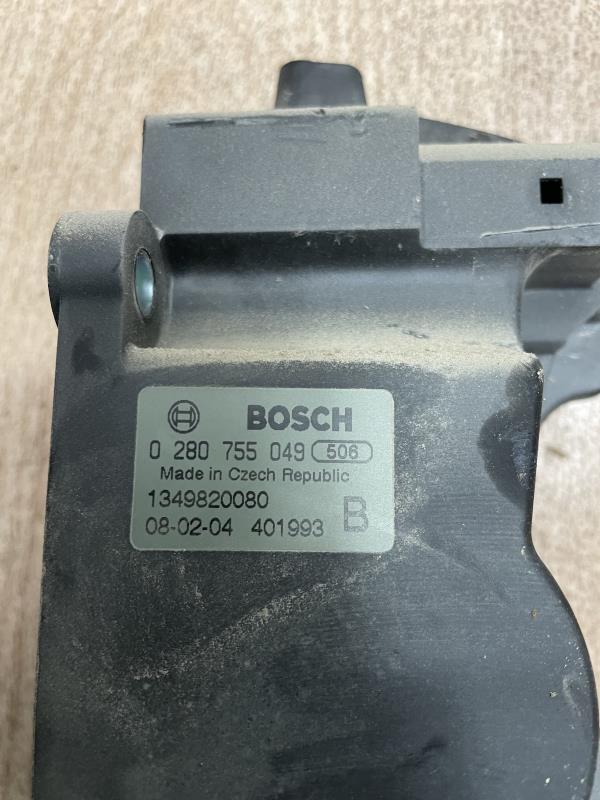 BOSCH
0 280 755 049 506
Made in Czech Republic
1349820080
08-02-04 401993 B